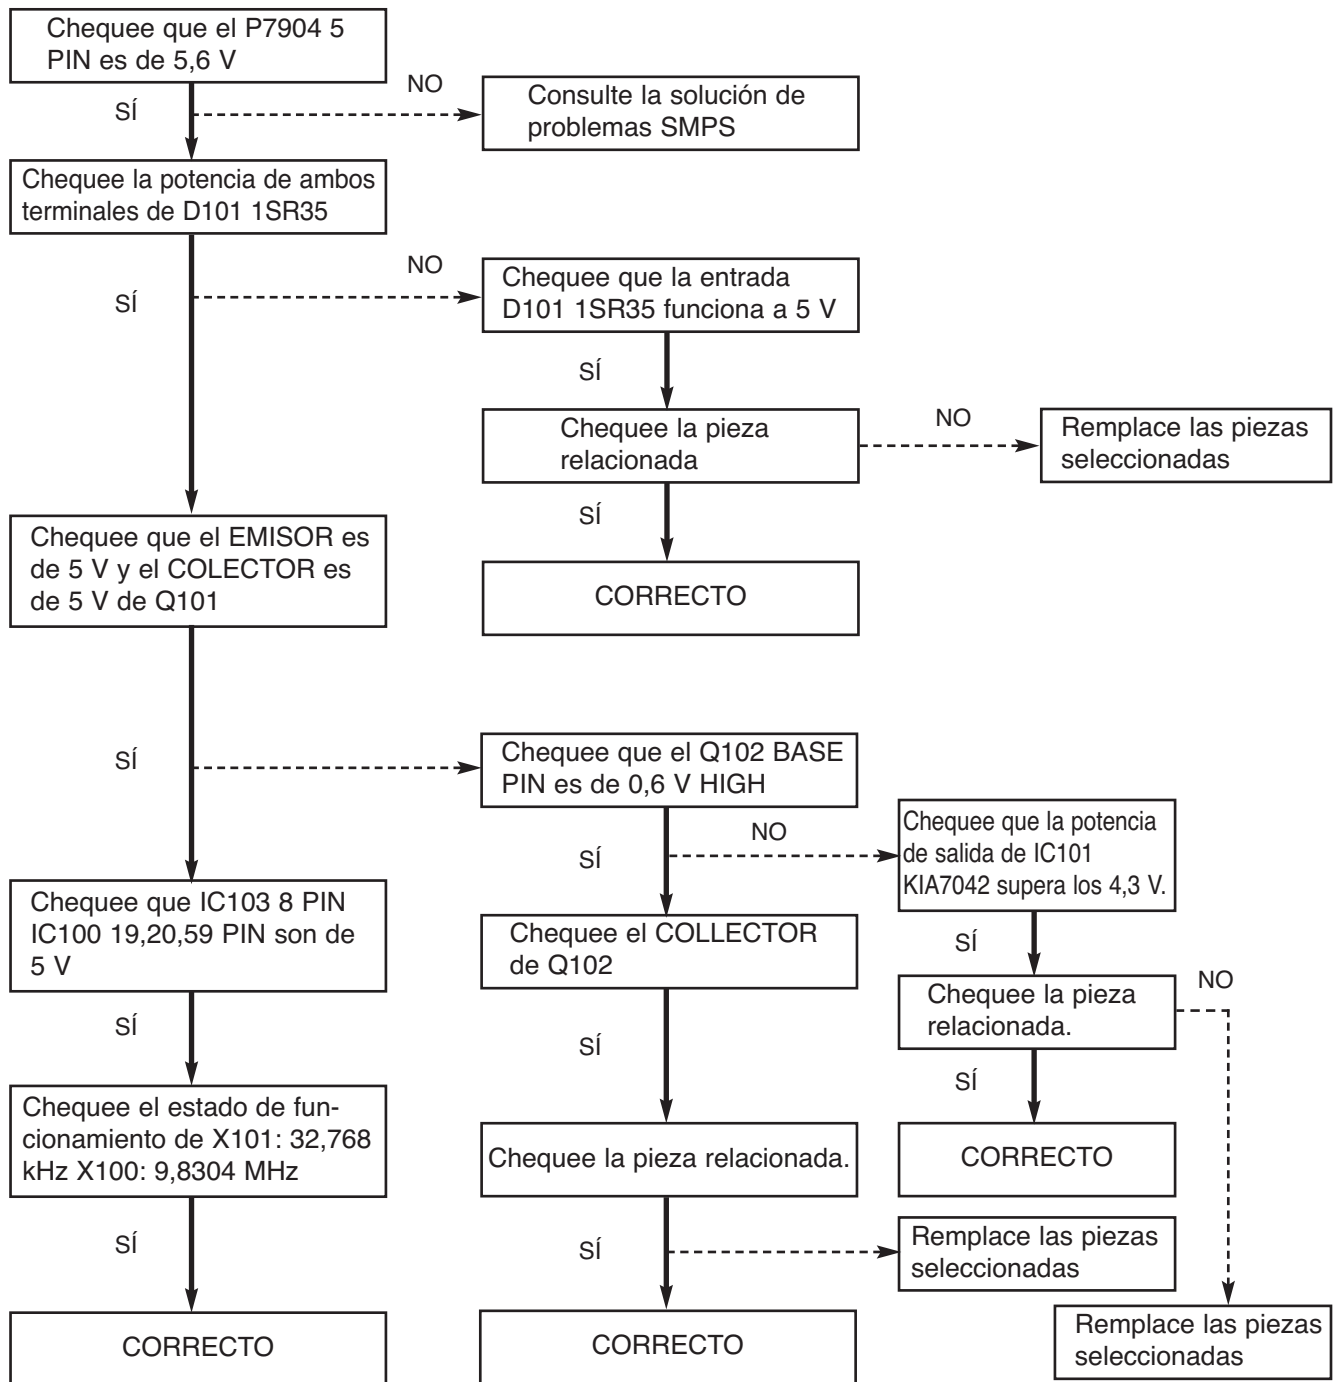 Chequee que el P7904 5
PIN es de 5,6 V
NO
SÍ
Consulte la solución de
problemas SMPS
Chequee la potencia de ambos
terminales de D101 1SR35
NO
SÍ
Chequee que la entrada
D101 1SR35 funciona a 5 V
SÍ
Chequee la pieza
relacionada
NO
Remplace las piezas
seleccionadas
SÍ
CORRECTO
Chequee que el EMISOR es
de 5 V y el COLECTOR es
de 5 V de Q101
SÍ
Chequee que el Q102 BASE
PIN es de 0,6 V HIGH
NO
SÍ
Chequee que la potencia
de salida de IC101
KIA7042 supera los 4,3 V.
Chequee que IC103 8 PIN
IC100 19,20,59 PIN son de
5 V
Chequee el COLLECTOR
de Q102
SÍ
Chequee la pieza
relacionada.
NO
SÍ
SÍ
SÍ
CORRECTO
Chequee el estado de fun-
cionamiento de X101: 32,768
kHz X100: 9,8304 MHz
Chequee la pieza relacionada.
SÍ
SÍ
Remplace las piezas
seleccionadas
CORRECTO
CORRECTO
Remplace las piezas
seleccionadas